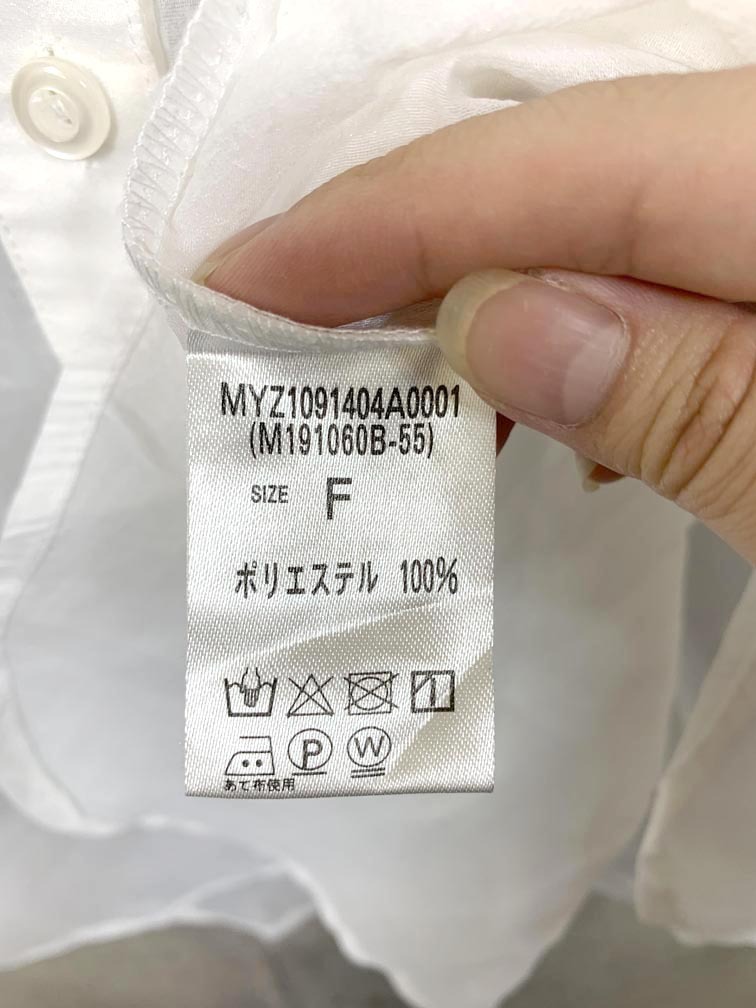 MYZ1091404A0001
(M191060B-55)
SIZE F
ポリエステル 100%
P W
あて布使用